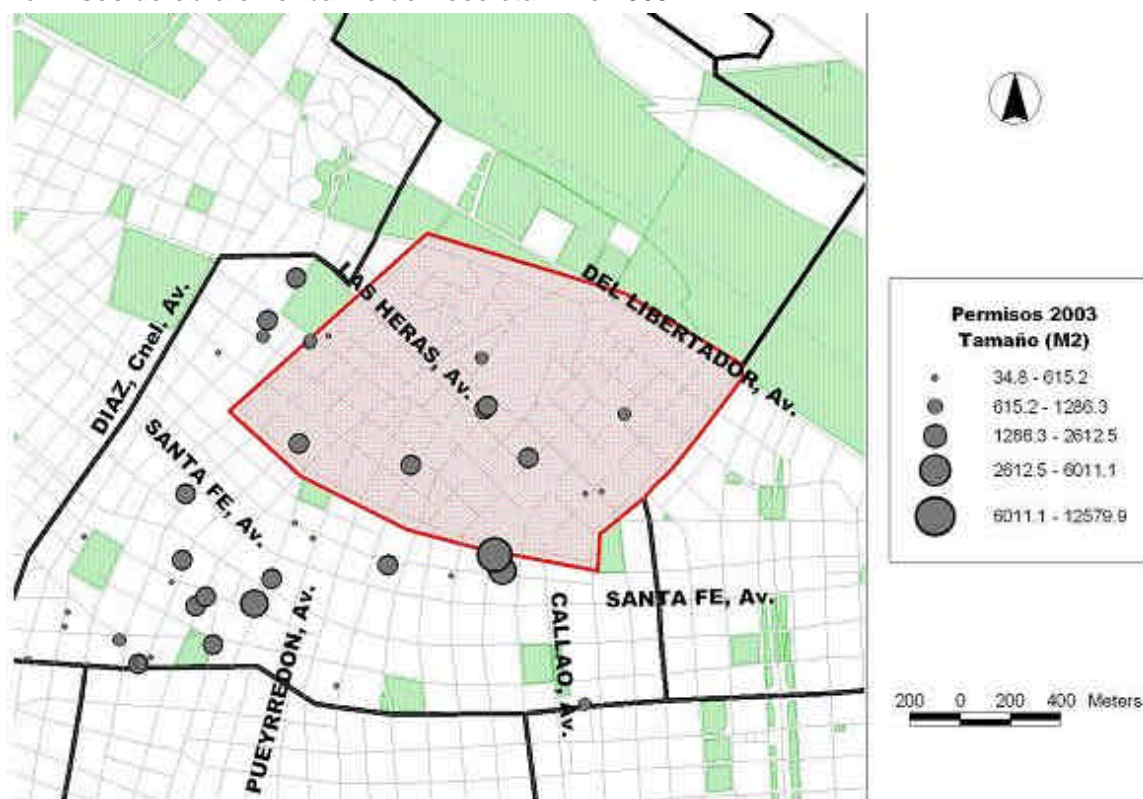 LAS HERAS, Av.
DEL LIBERTADOR, Av.
DIAZ, Cnel. Av.
SANTA FE, Av.
SANTA FE, Av.
CALLAO, Av.
PUEYRREDON, Av.
Permisos 2003
Tamaño (M2)
34.8 - 615.2
615.2 - 1286.3
1286.3 - 2612.5
2612.5 - 6011.1
6011.1 - 12579.9
200 0 200 400 Meters